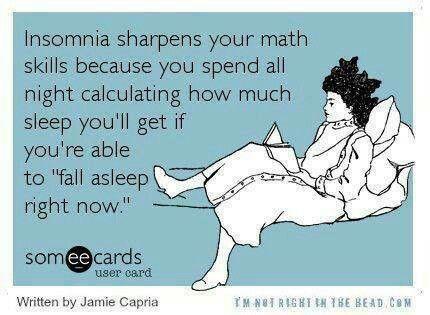 Insomnia sharpens your math
skills because you spend all
night calculating how much
sleep you'll get if
you're able
to "fall asleep
right now."
someecards
user card
Written by Jamie Capria
I'M NOT RIGHT IN THE HEAD.COM